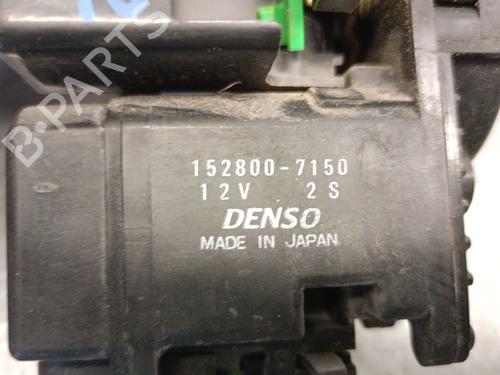 152800-7150
12V 2S
DENSO
MADE IN JAPAN
B-PARTS